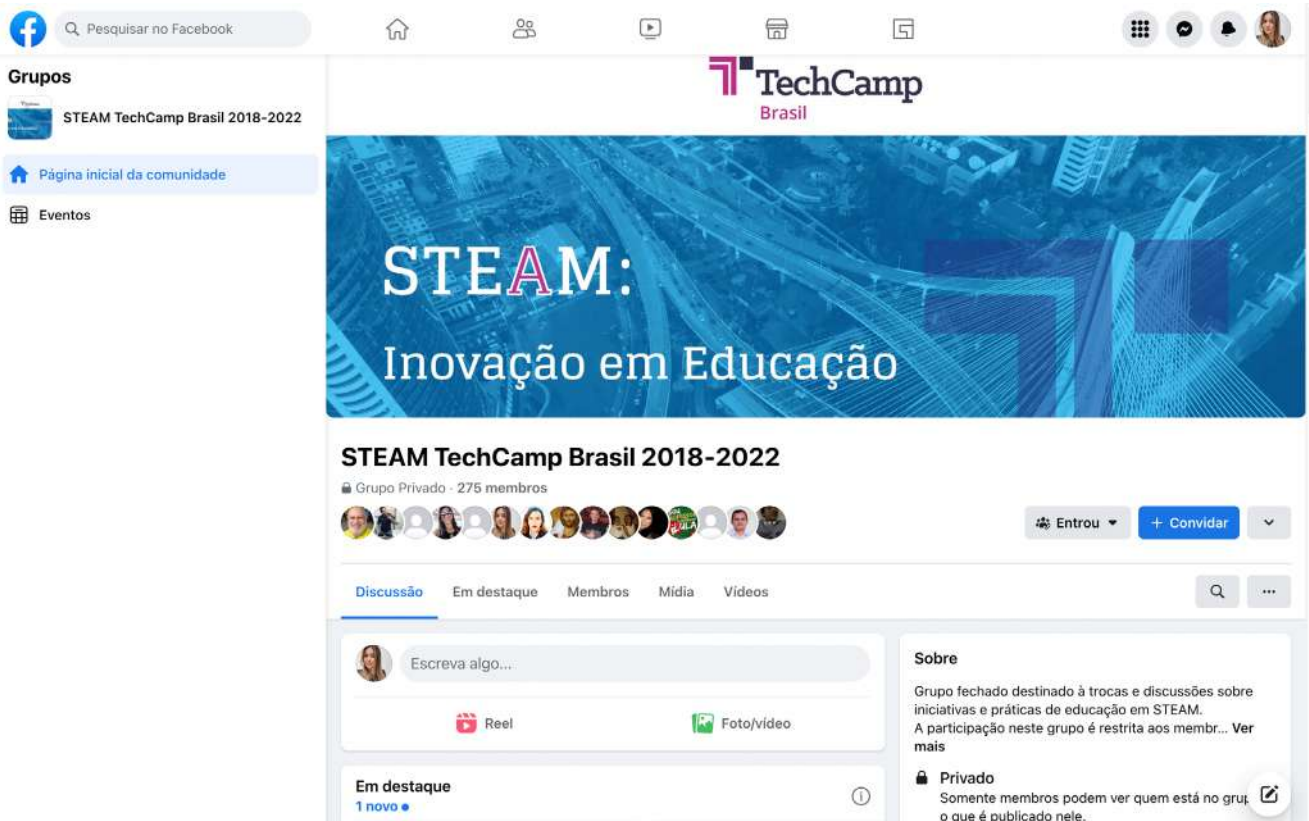 Pesquisar no Facebook
Grupos
STEAM TechCamp Brasil 2018-2022
Página inicial da comunidade
Eventos
TechCamp
Brasil
STEAM:
Inovação em Educação
STEAM TechCamp Brasil 2018-2022
Grupo Privado · 275 membros
Entrou
+ Convidar
Discussão
Em destaque
Membros
Mídia
Vídeos
Escreva algo...
Reel
Foto/vídeo
Em destaque
1 novo
Sobre
Grupo fechado destinado à trocas e discussões sobre
iniciativas e práticas de educação em STEAM.
A participação neste grupo é restrita aos membr... Ver
mais
Privado
Somente membros podem ver quem está no
o que é publicado nele.